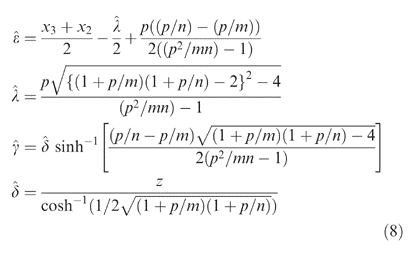 ε̂ = (x₃ + x₂)/2 − λ̂/2 + p((p/n) − (p/m))/(2((p²/mn) − 1))
λ̂ = p√({(1 + p/m)(1 + p/n) − 2}² − 4)/((p²/mn) − 1)
γ̂ = δ̂ sinh⁻¹[(p/n − p/m)√((1 + p/m)(1 + p/n) − 4)/(2(p²/mn − 1))]
δ̂ = z/cosh⁻¹(1/2√((1 + p/m)(1 + p/n)))
(8)